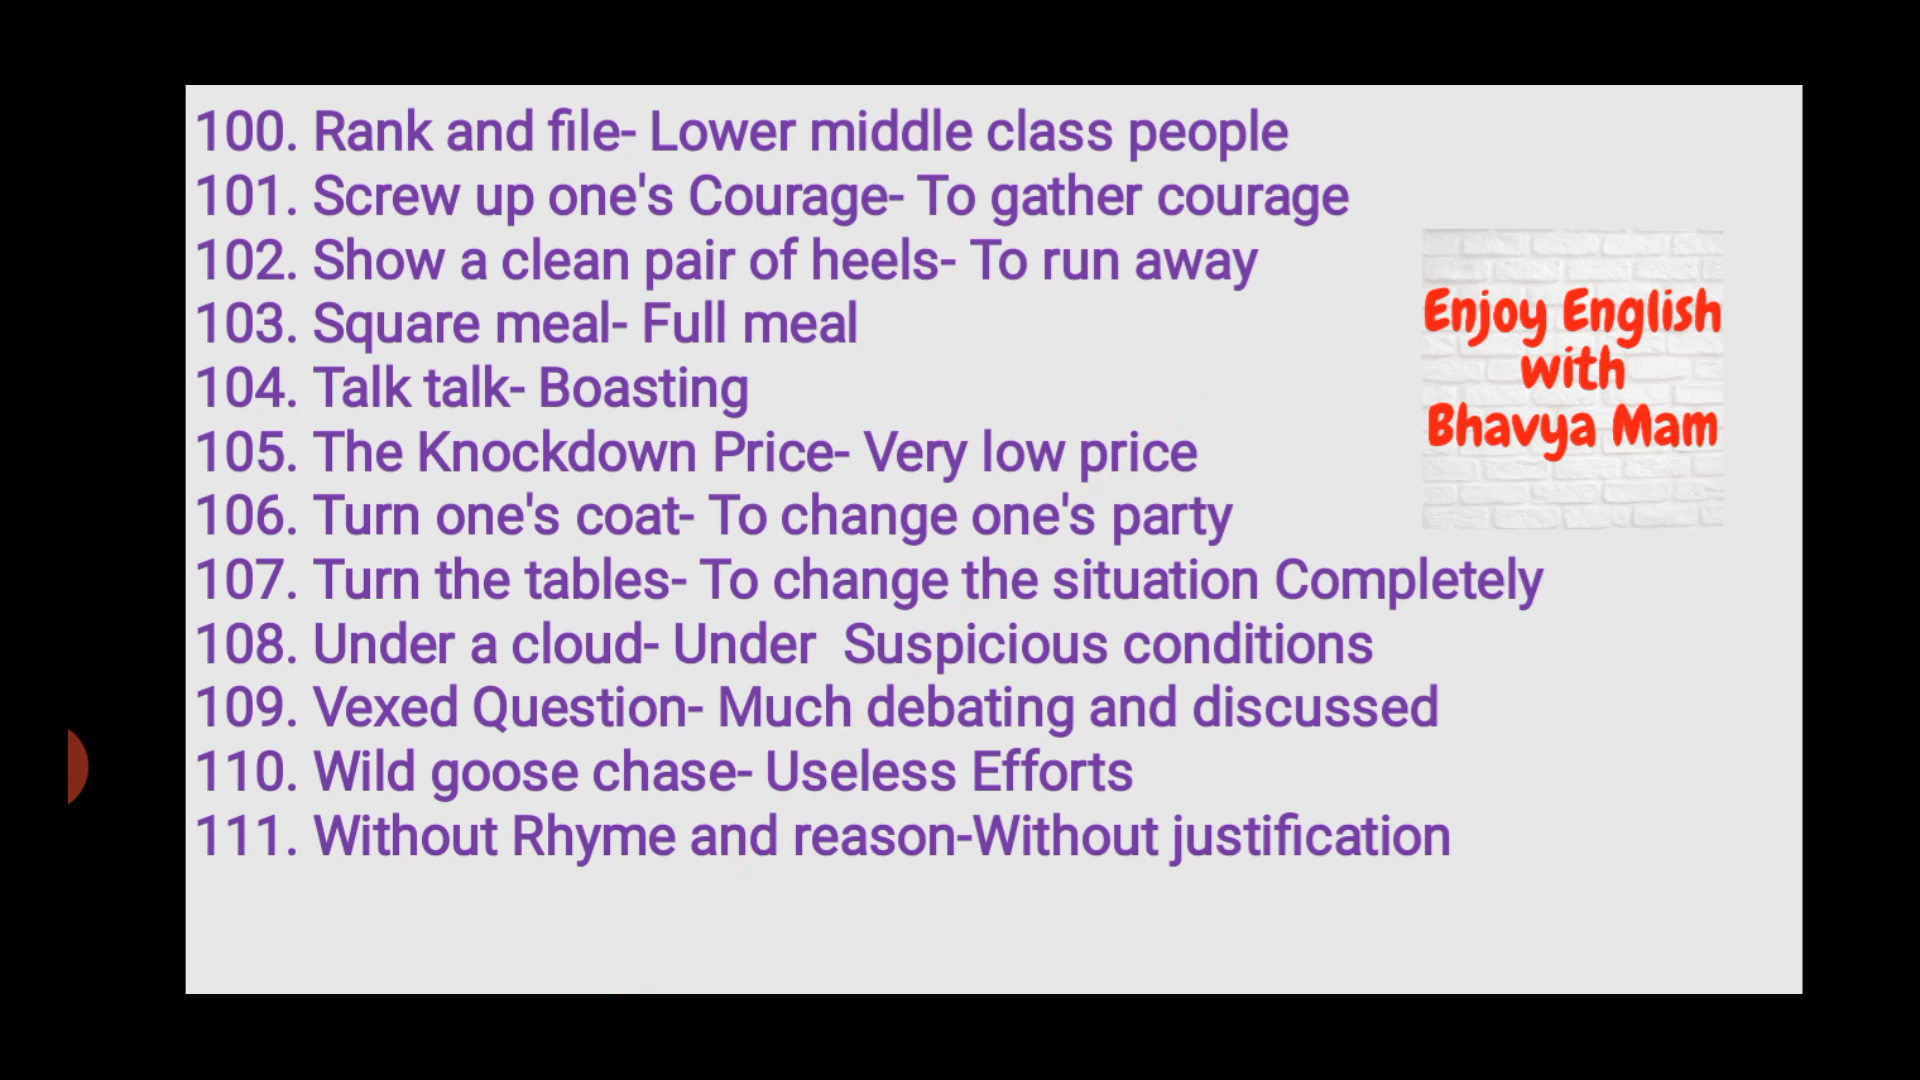 100. Rank and file- Lower middle class people
101. Screw up one's Courage- To gather courage
102. Show a clean pair of heels- To run away
103. Square meal- Full meal
104. Talk talk- Boasting
105. The Knockdown Price- Very low price
106. Turn one's coat- To change one's party
107. Turn the tables- To change the situation Completely
108. Under a cloud- Under  Suspicious conditions
109. Vexed Question- Much debating and discussed
110. Wild goose chase- Useless Efforts
111. Without Rhyme and reason-Without justification
Enjoy English
with
Bhavya Mam